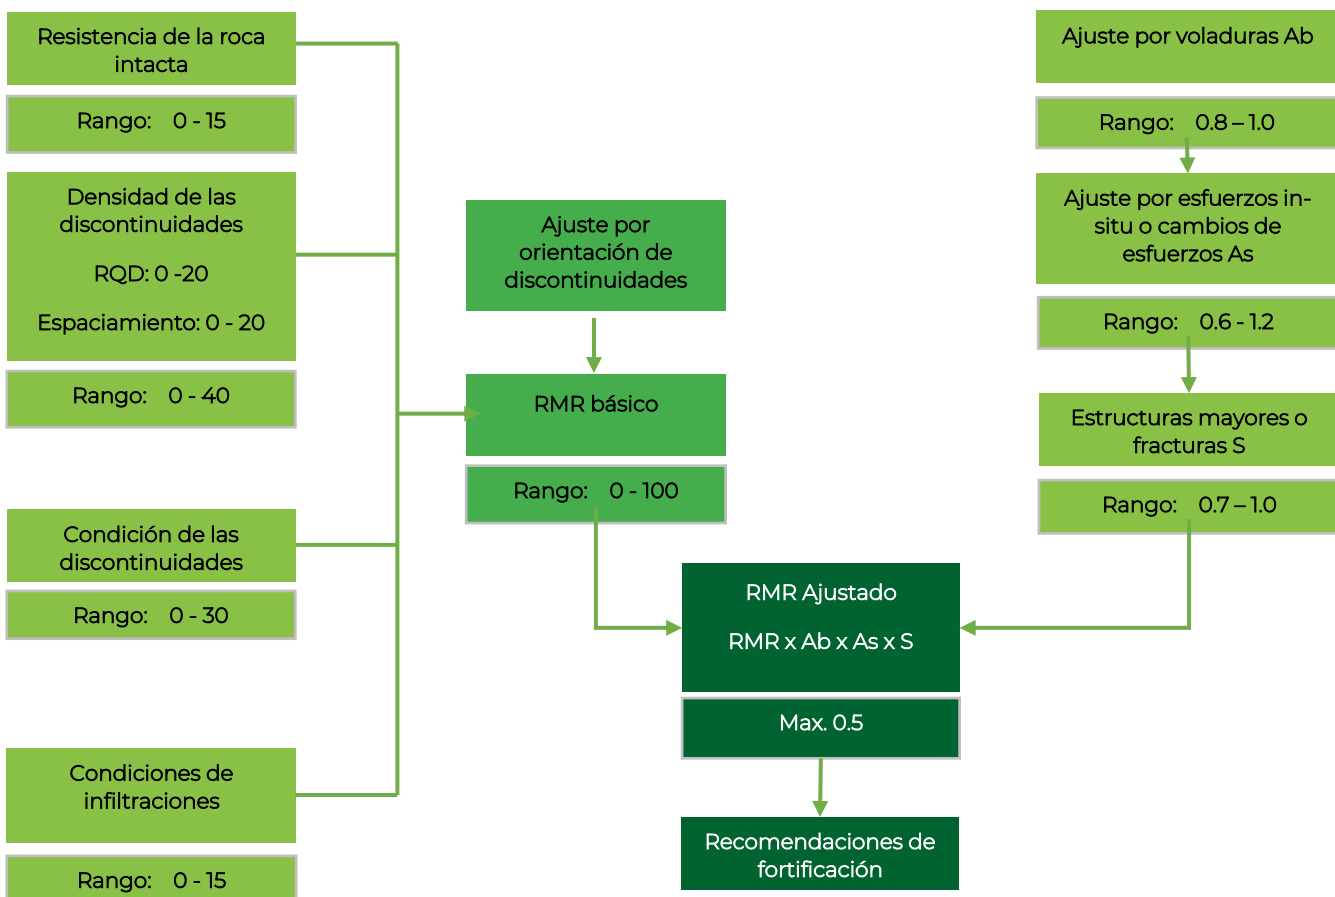 Resistencia de la roca
intacta
Rango: 0 - 15
Densidad de las
discontinuidades
RQD: 0 -20
Espaciamiento: 0 - 20
Rango: 0 - 40
Condición de las
discontinuidades
Rango: 0 - 30
Condiciones de
infiltraciones
Rango: 0 - 15
Ajuste por
orientación de
discontinuidades
RMR básico
Rango: 0 - 100
Ajuste por voladuras Ab
Rango: 0.8 – 1.0
Ajuste por esfuerzos in-
situ o cambios de
esfuerzos As
Rango: 0.6 - 1.2
Estructuras mayores o
fracturas S
Rango: 0.7 – 1.0
RMR Ajustado
RMR x Ab x As x S
Max. 0.5
Recomendaciones de
fortificación